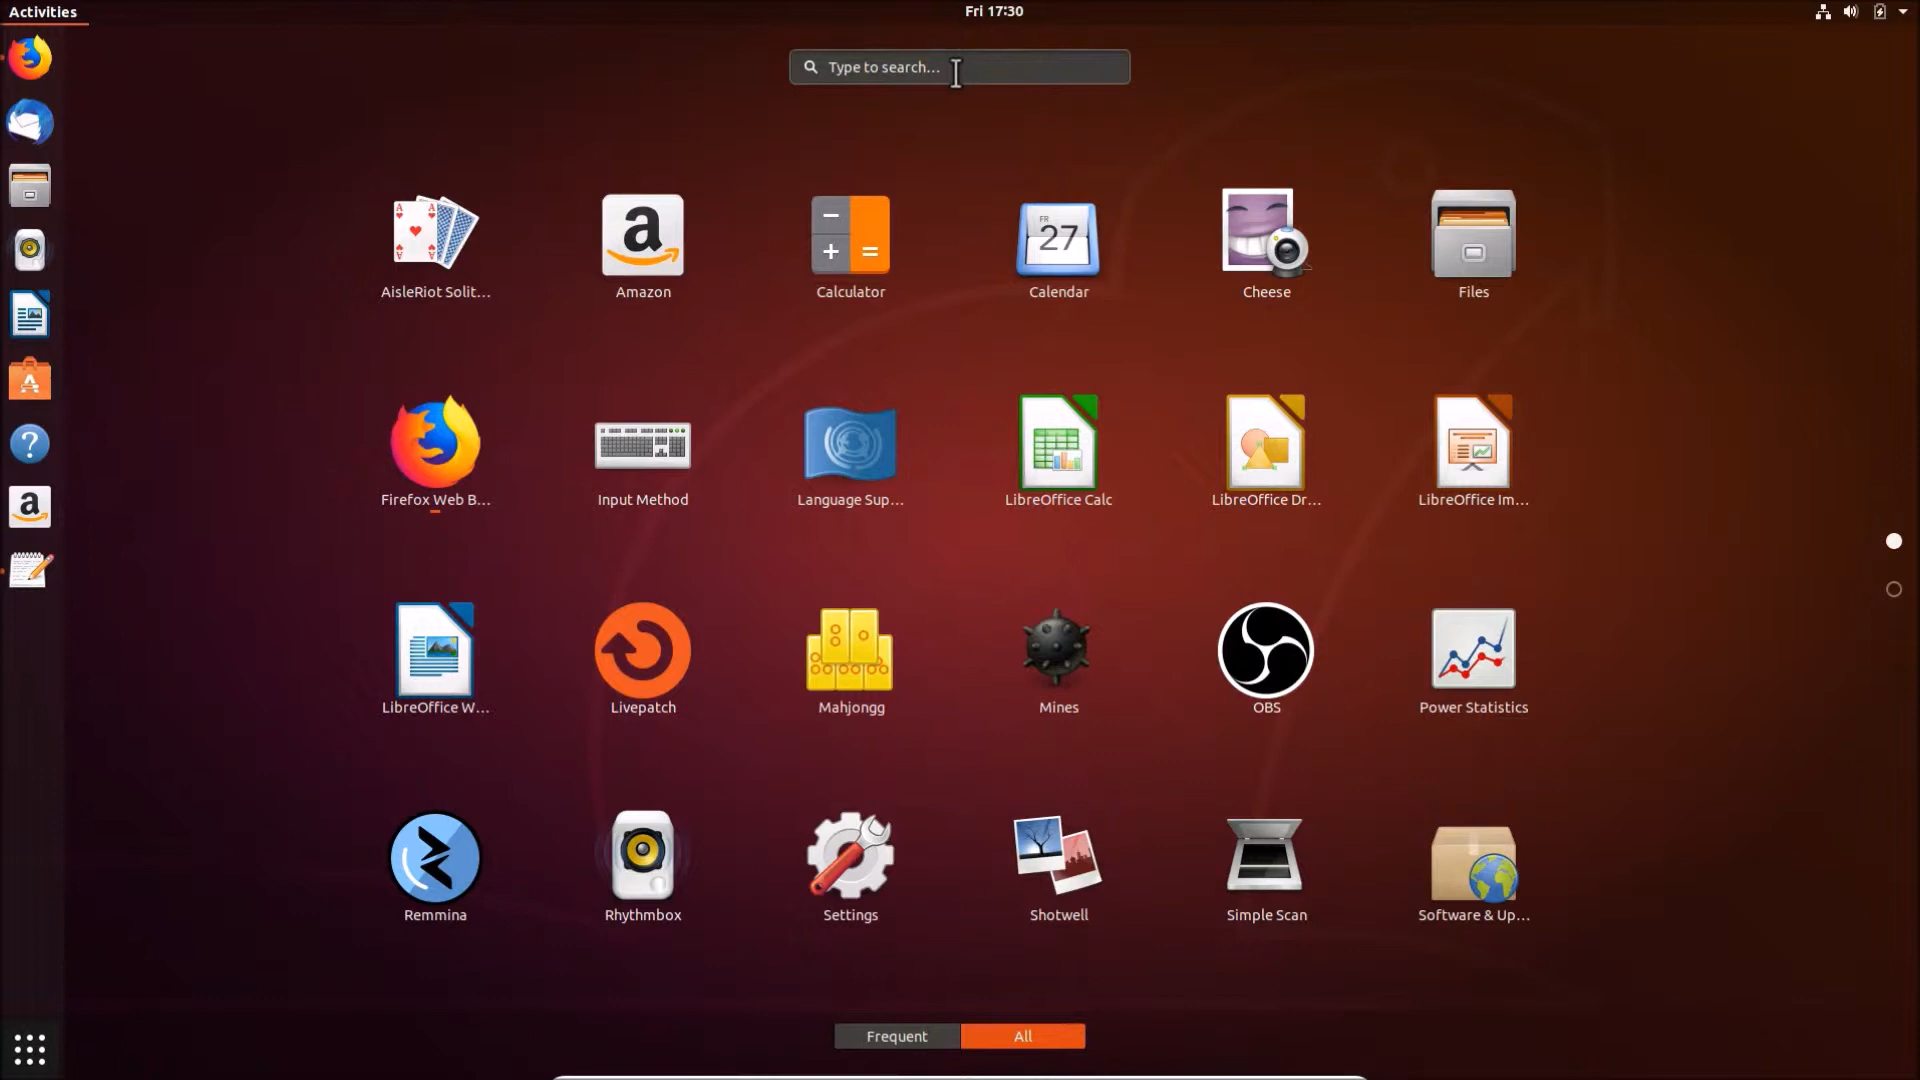 Activities
Fri 17:30
Type to search...
AisleRiot Solit...
Amazon
Calculator
FR
27
Calendar
Cheese
Files
Firefox Web B...
Input Method
Language Sup...
LibreOffice Calc
LibreOffice Dr...
LibreOffice Im...
LibreOffice W...
Livepatch
Mahjongg
Mines
OBS
Power Statistics
Remmina
Rhythmbox
Settings
Shotwell
Simple Scan
Software & Up...
Frequent
All